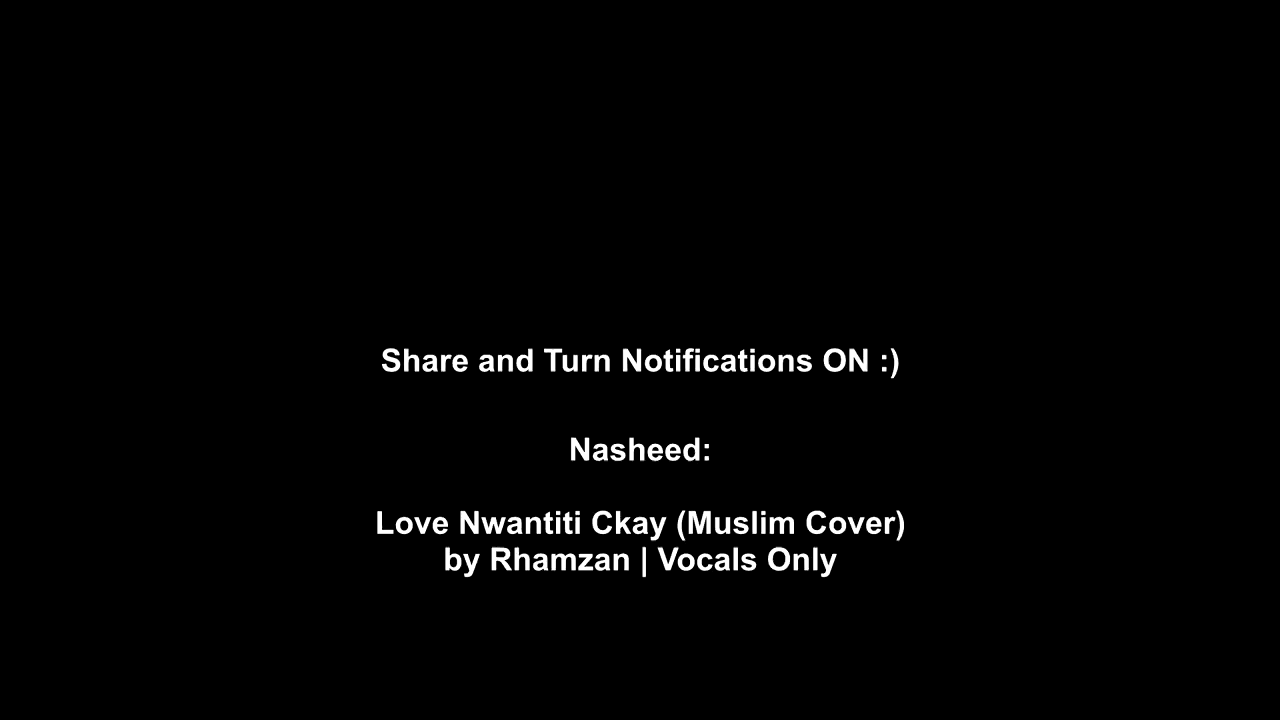 Share and Turn Notifications ON :)
Nasheed:
Love Nwantiti Ckay (Muslim Cover)
by Rhamzan | Vocals Only